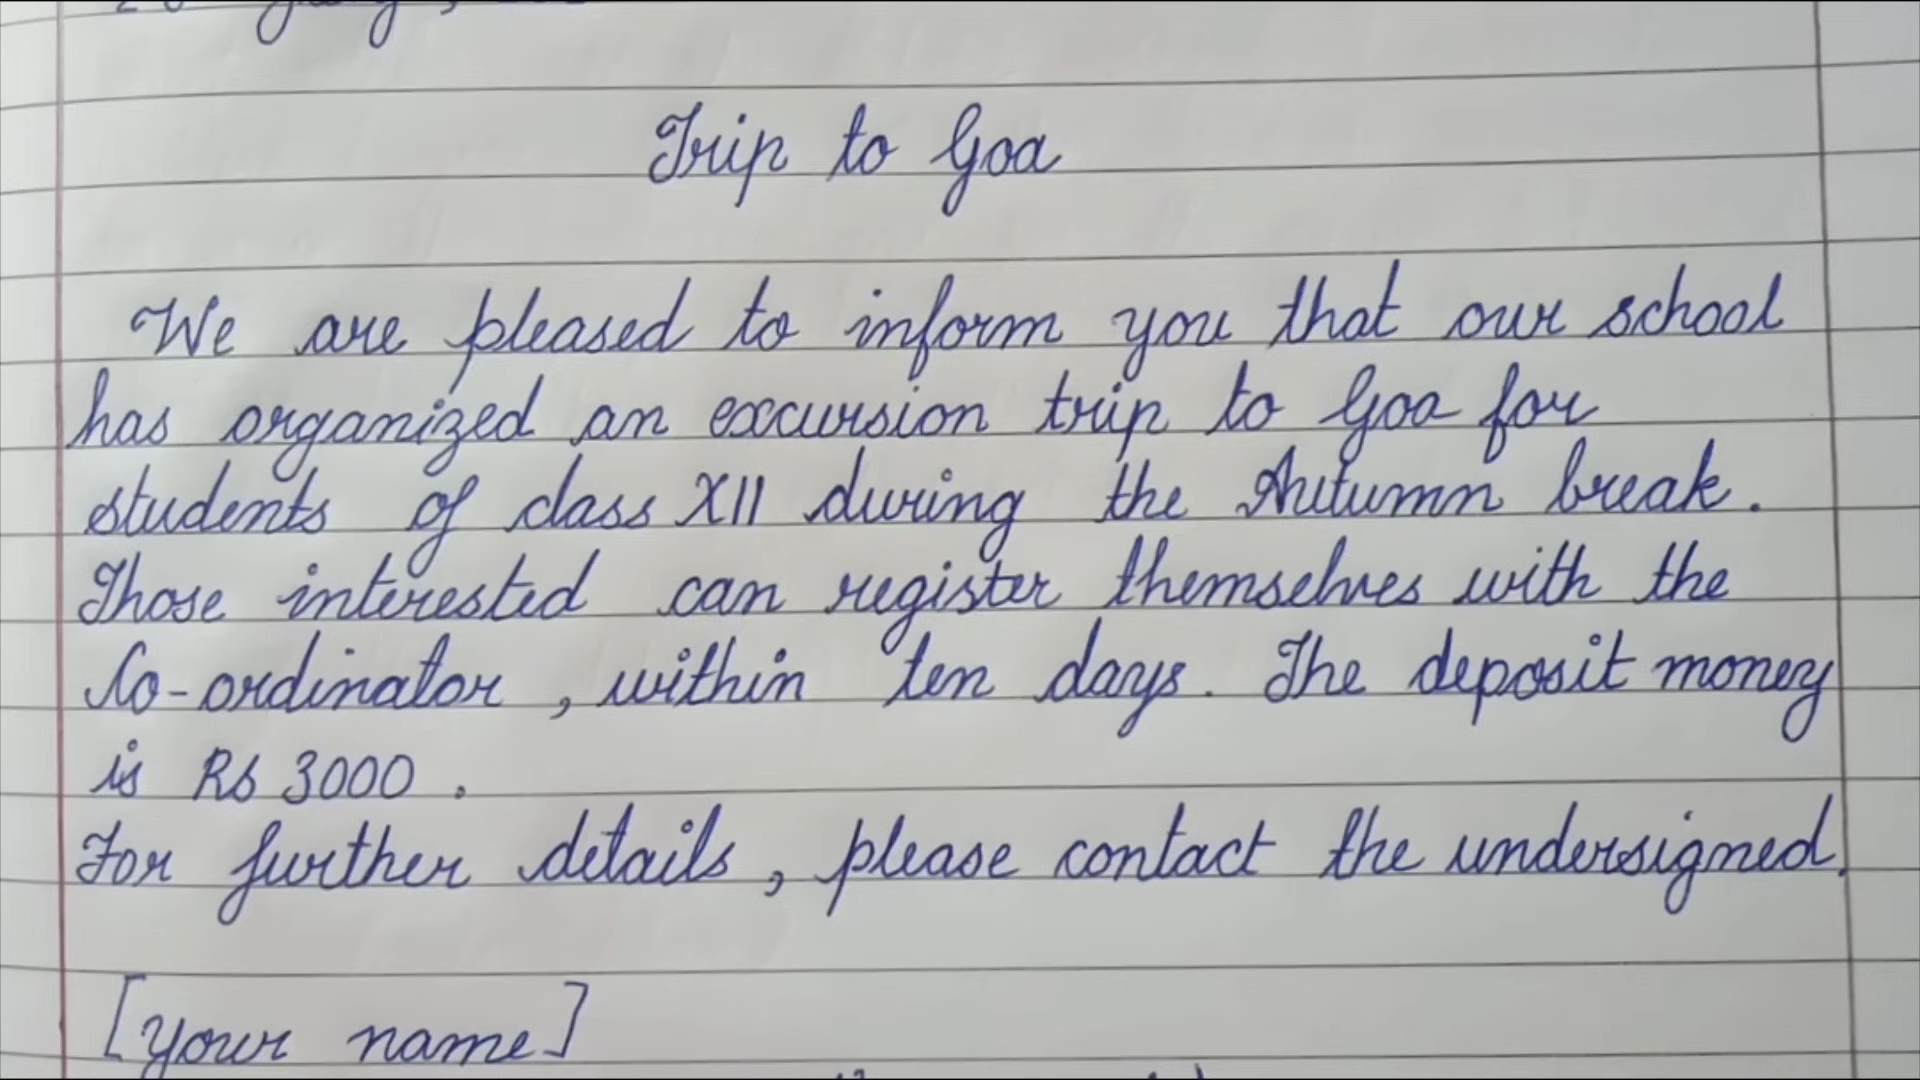 Trip to Goa
We are pleased to inform you that our school
has organized an excursion trip to Goa for
students of class XII during the Autumn break.
Those interested can register themselves with the
Co-ordinator, within ten days. The deposit money
is Rs 3000.
For further details, please contact the undersigned.
[Your name]